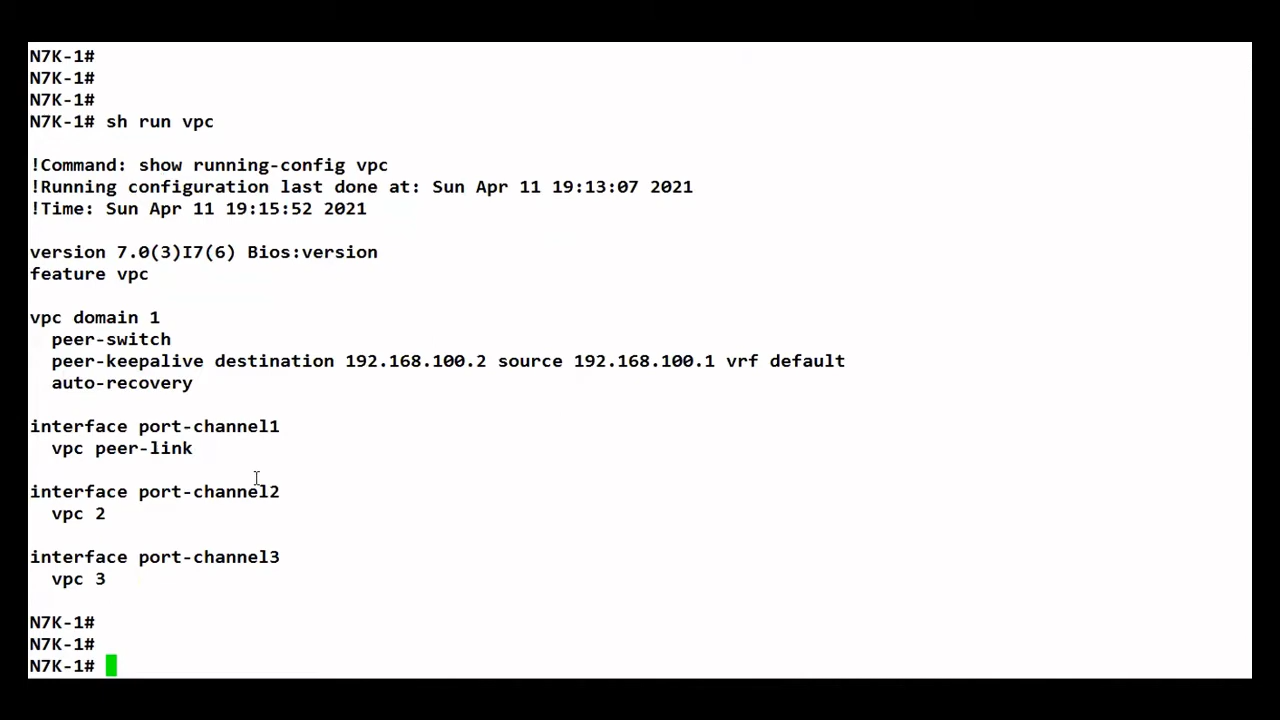 N7K-1#
N7K-1#
N7K-1#
N7K-1# sh run vpc
!Command: show running-config vpc
!Running configuration last done at: Sun Apr 11 19:13:07 2021
!Time: Sun Apr 11 19:15:52 2021
version 7.0(3)I7(6) Bios:version
feature vpc
vpc domain 1
  peer-switch
  peer-keepalive destination 192.168.100.2 source 192.168.100.1 vrf default
  auto-recovery
interface port-channel1
  vpc peer-link
interface port-channel2
  vpc 2
interface port-channel3
  vpc 3
N7K-1#
N7K-1#
N7K-1#